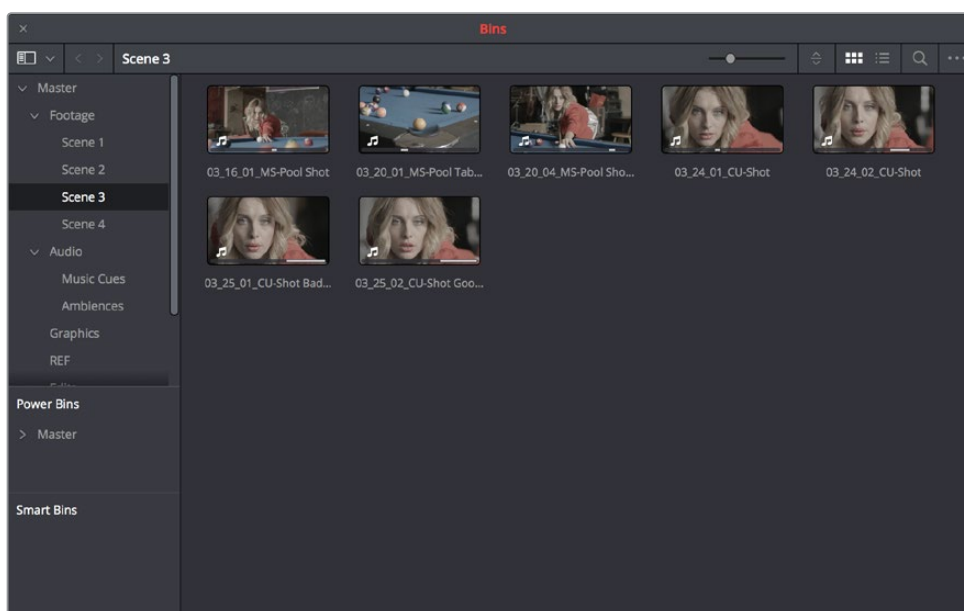 Bins
Scene 3
Master
Footage
Scene 1
Scene 2
Scene 3
Scene 4
Audio
Music Cues
Ambiences
Graphics
REF
Power Bins
Master
Smart Bins
03_16_01_MS-Pool Shot
03_20_01_MS-Pool Tab...
03_20_04_MS-Pool Sho...
03_24_01_CU-Shot
03_24_02_CU-Shot
03_25_01_CU-Shot Bad...
03_25_02_CU-Shot Goo...